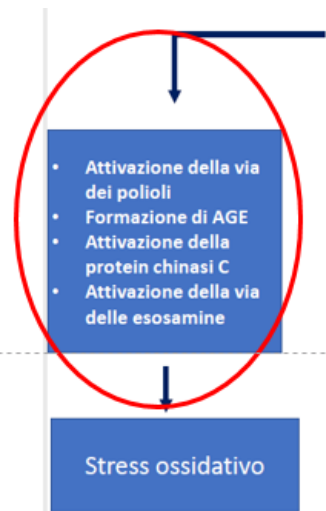 • Attivazione della via
dei polioli
• Formazione di AGE
• Attivazione della
protein chinasi C
• Attivazione della via
delle esosamine
Stress ossidativo